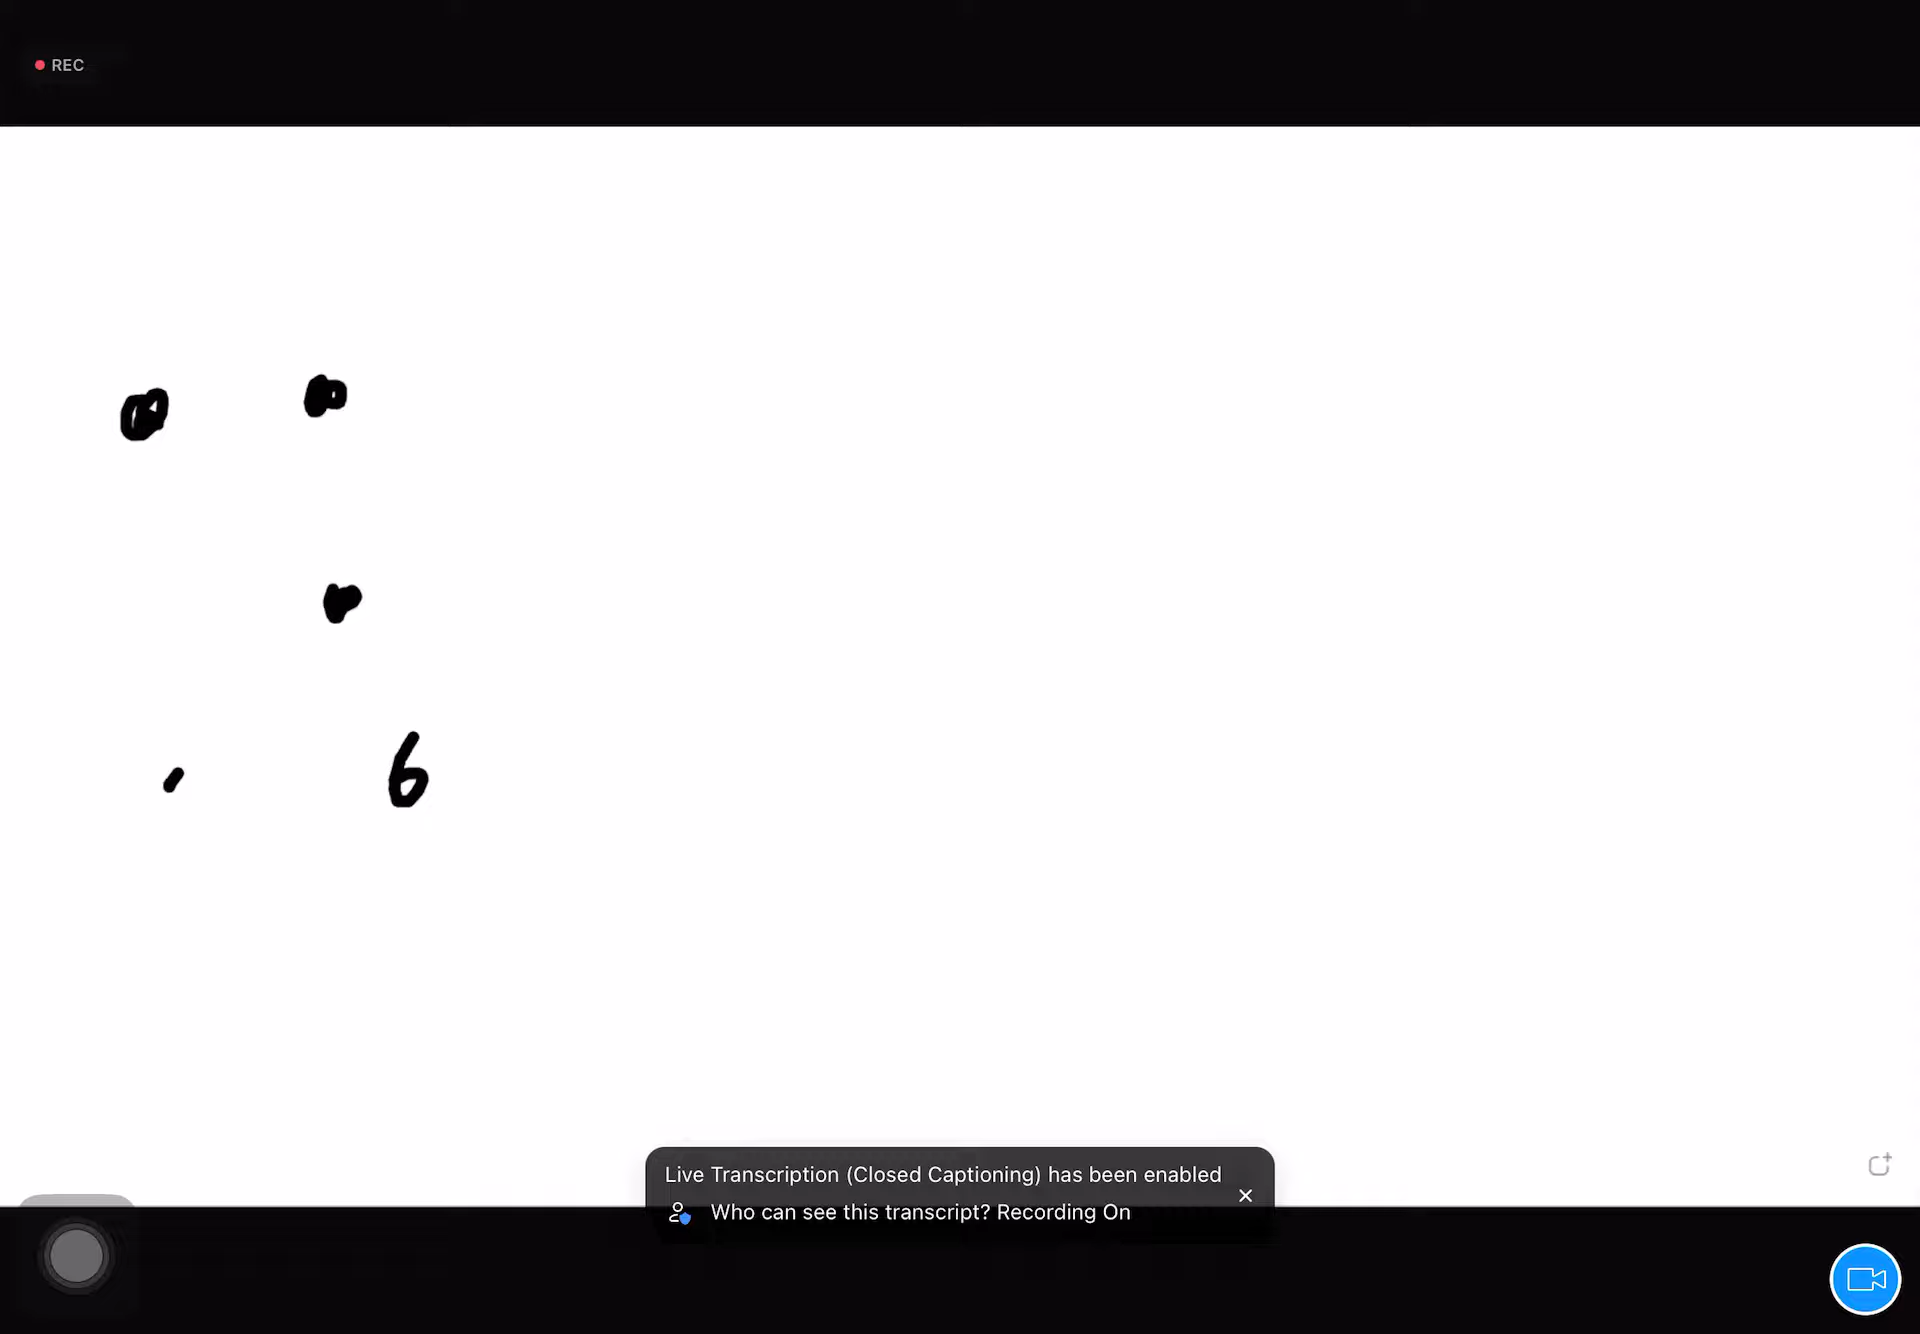 REC
6
Live Transcription (Closed Captioning) has been enabled
Who can see this transcript? Recording On